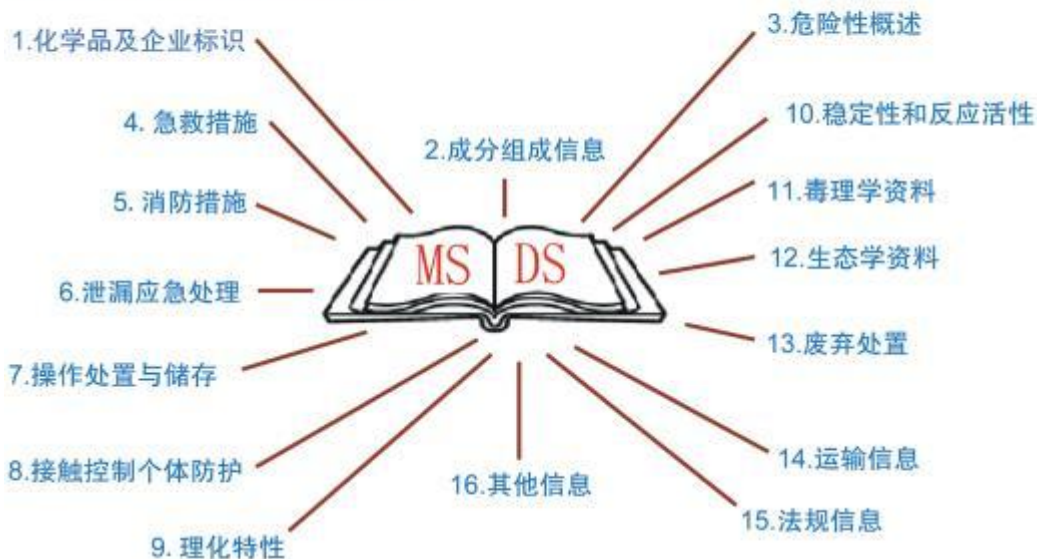 1.化学品及企业标识
3.危险性概述
4. 急救措施
10.稳定性和反应活性
2.成分组成信息
5. 消防措施
11.毒理学资料
MS DS
12.生态学资料
6.泄漏应急处理
13.废弃处置
7.操作处置与储存
8.接触控制个体防护
14.运输信息
16.其他信息
15.法规信息
9. 理化特性